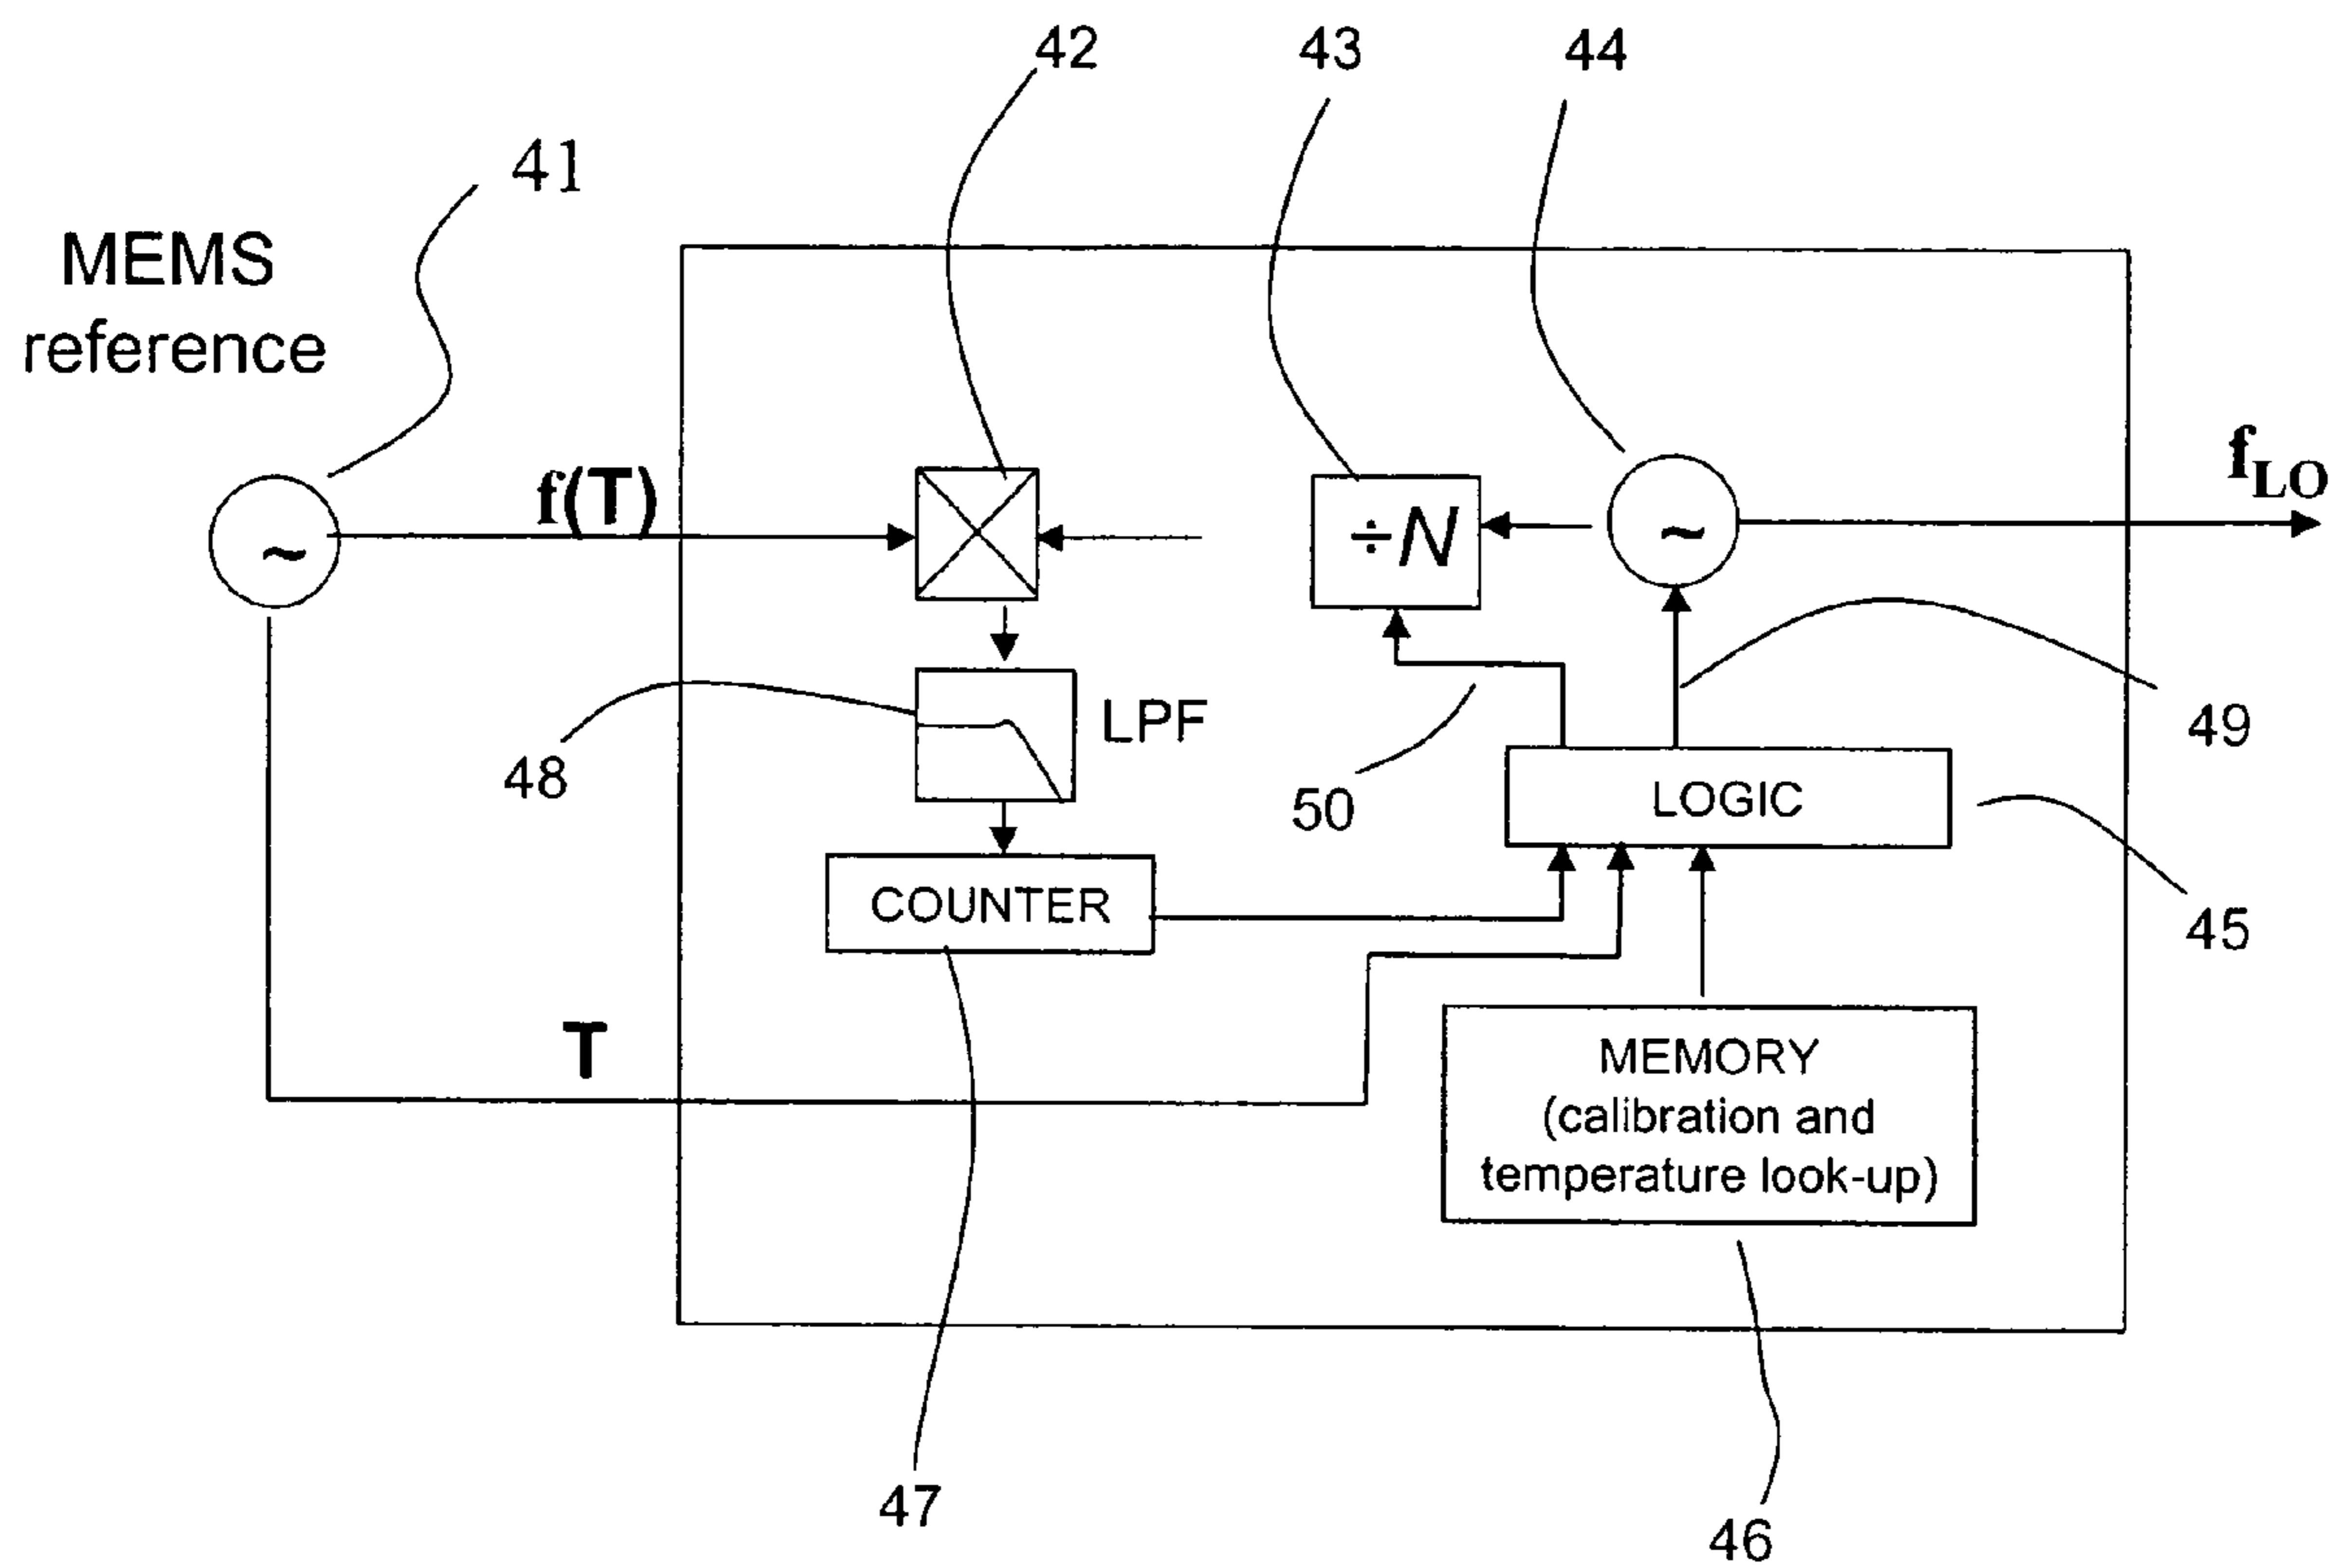 42
43
44
41
MEMS
reference
f(T)
~
÷N
~
fLO
48
LPF
50
49
LOGIC
COUNTER
45
T
MEMORY
(calibration and
temperature look-up)
47
46